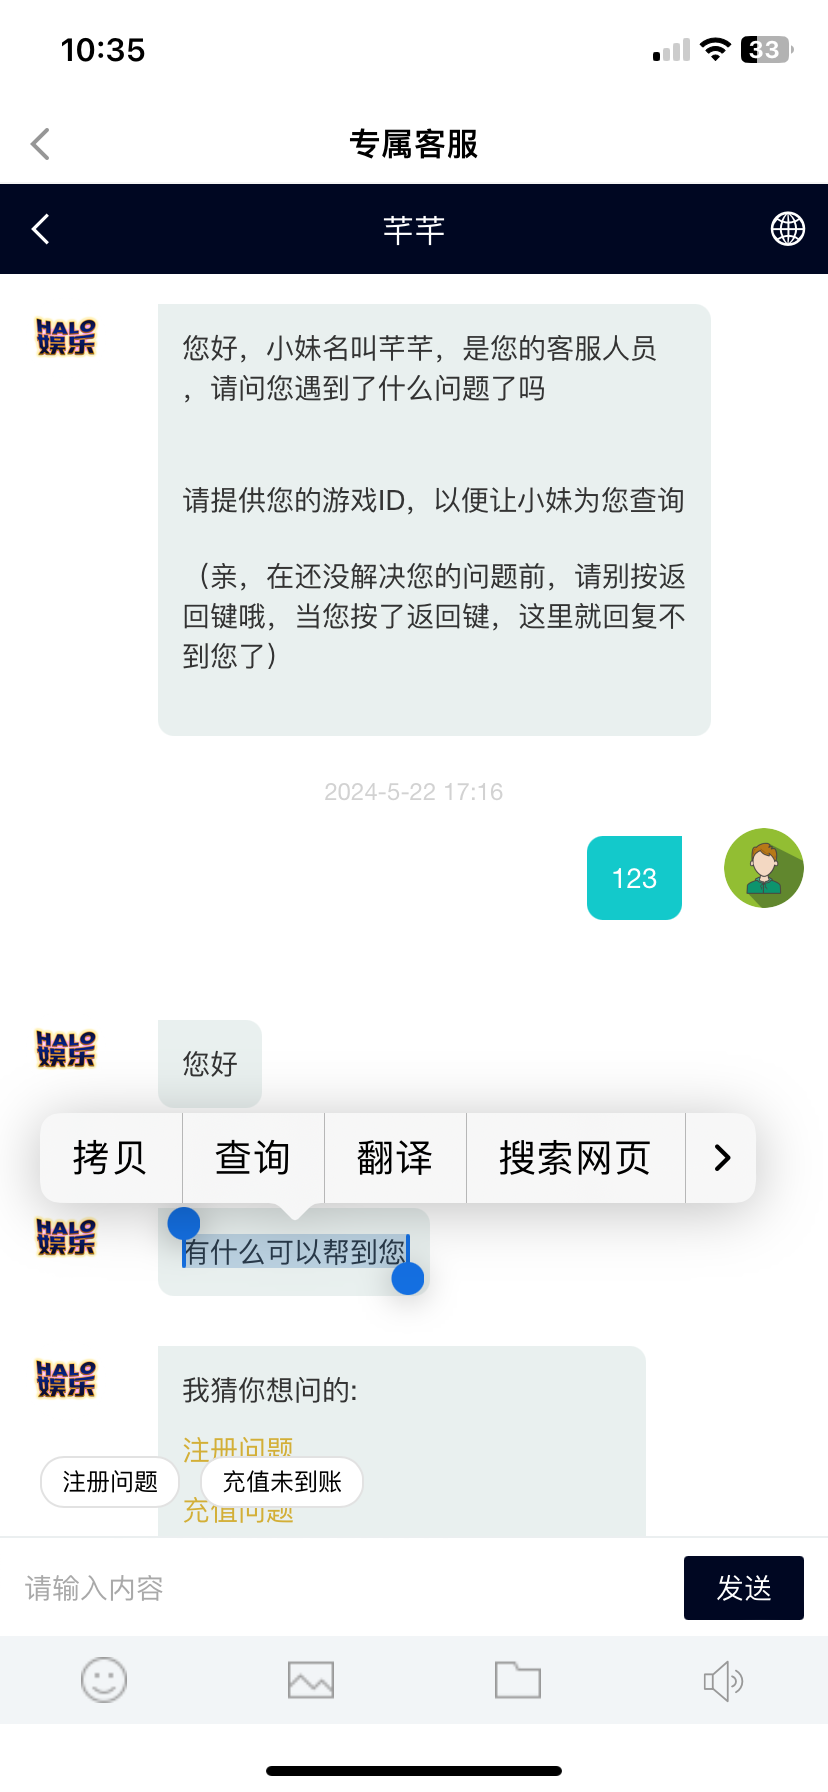 10:35
33
专属客服
芊芊
HALO
娱乐
您好，小妹名叫芊芊，是您的客服人员
，请问您遇到了什么问题了吗
请提供您的游戏ID，以便让小妹为您查询
（亲，在还没解决您的问题前，请别按返
回键哦，当您按了返回键，这里就回复不
到您了）
2024-5-22 17:16
123
HALO
娱乐
您好
拷贝
查询
翻译
搜索网页
HALO
娱乐
有什么可以帮到您
HALO
娱乐
我猜你想问的:
注册问题
注册问题
充值未到账
充值问题
请输入内容
发送